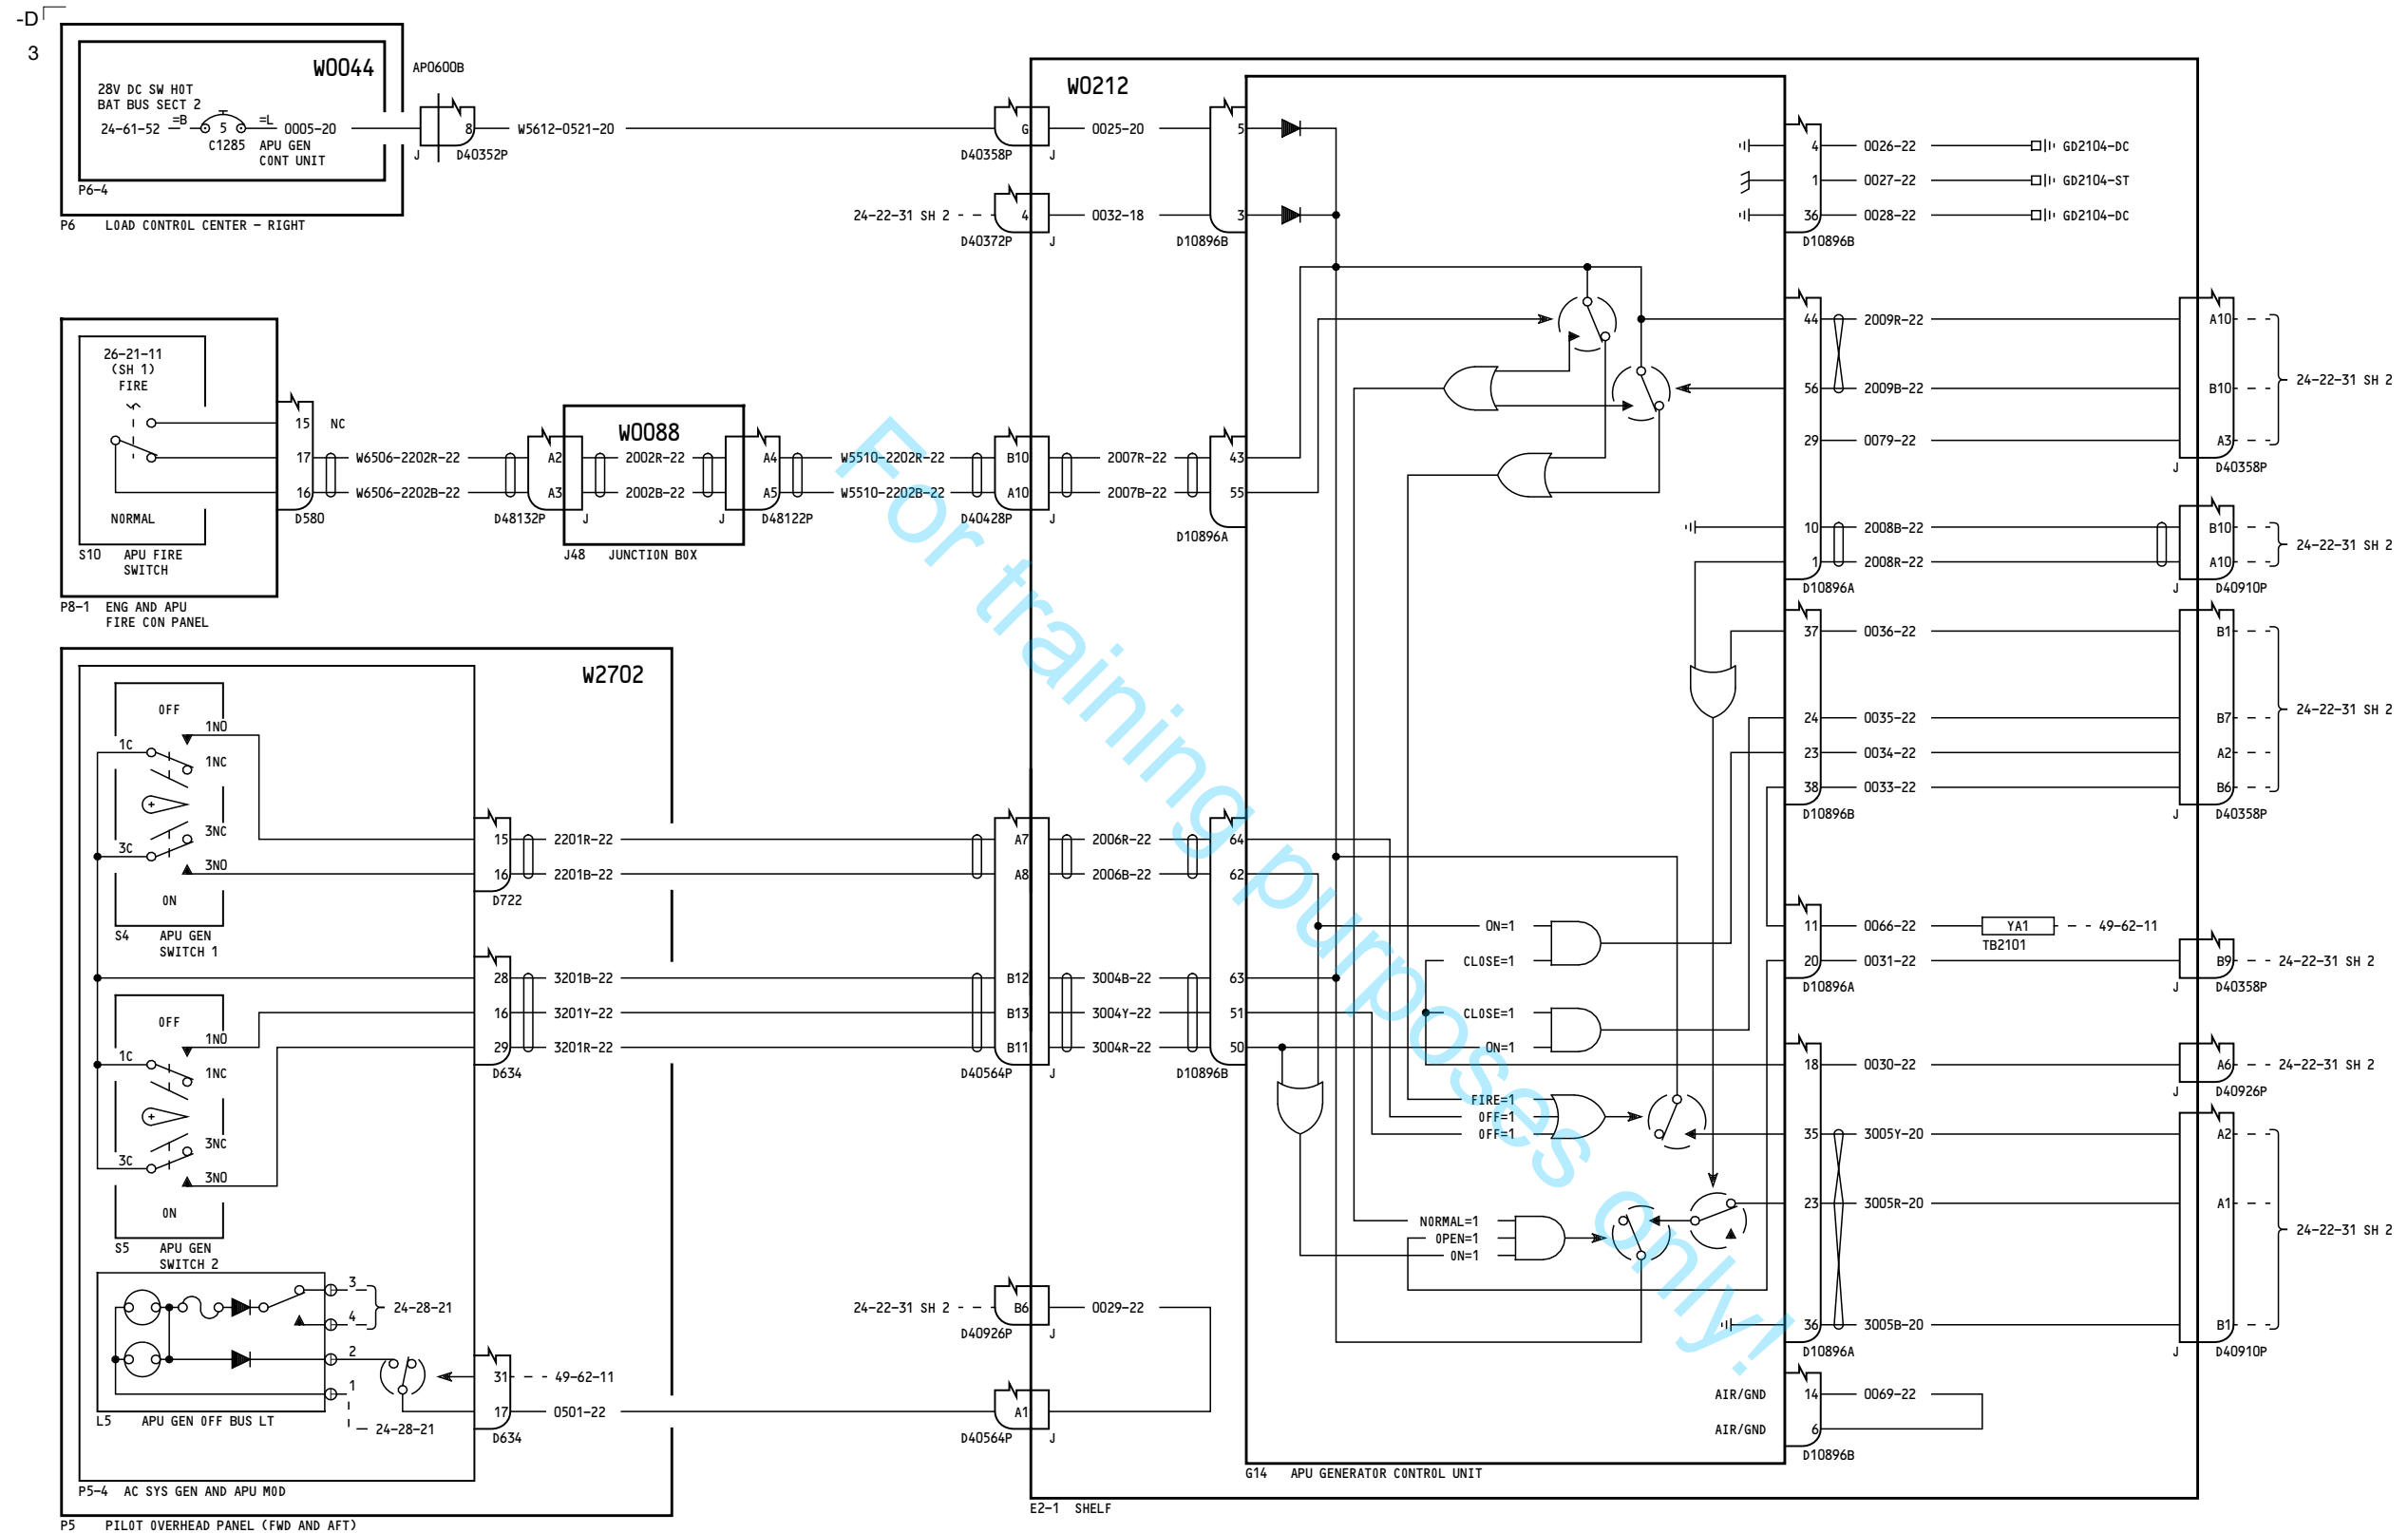 -D
3
W0044
AP0600B
28V DC SW HOT
BAT BUS SECT 2
24-61-52
=B
5
=L
0005-20
C1285
APU GEN
CONT UNIT
P6-4
P6
LOAD CONTROL CENTER - RIGHT
J
8
D40352P
W5612-0521-20
G
D40358P
J
24-22-31 SH 2
4
D40372P
J
W0212
0025-20
5
0032-18
3
D10896B
4
0026-22
GD2104-DC
1
0027-22
GD2104-ST
36
0028-22
GD2104-DC
D10896B
44
2009R-22
A10
56
2009B-22
B10
29
0079-22
A3
24-22-31 SH 2
J
D40358P
10
2008B-22
B10
1
2008R-22
A10
24-22-31 SH 2
D10896A
J
D40910P
26-21-11
(SH 1)
FIRE
NORMAL
S10
APU FIRE
SWITCH
15
NC
17
W6506-2202R-22
16
W6506-2202B-22
D580
P8-1
ENG AND APU
FIRE CON PANEL
W0088
A2
2002R-22
A4
A3
2002B-22
A5
D48132P
J
J
D48122P
J48
JUNCTION BOX
W5510-2202R-22
B10
2007R-22
43
W5510-2202B-22
A10
2007B-22
55
D40428P
J
D10896A
37
0036-22
B1
24
0035-22
B7
23
0034-22
A2
38
0033-22
B6
24-22-31 SH 2
D10896B
J
D40358P
W2702
OFF
1NO
1C
1NC
3NC
3C
3NO
ON
S4
APU GEN
SWITCH 1
15
2201R-22
A7
2006R-22
64
16
2201B-22
A8
2006B-22
62
D722
28
3201B-22
B12
3004B-22
63
16
3201Y-22
B13
3004Y-22
51
29
3201R-22
B11
3004R-22
50
D634
D40564P
J
D10896B
OFF
1NO
1C
1NC
3NC
3C
3NO
ON
S5
APU GEN
SWITCH 2
ON=1
CLOSE=1
CLOSE=1
ON=1
FIRE=1
OFF=1
OFF=1
NORMAL=1
OPEN=1
ON=1
11
0066-22
YA1
49-62-11
TB2101
20
0031-22
B9
24-22-31 SH 2
D10896A
J
D40358P
18
0030-22
A6
24-22-31 SH 2
J
D40926P
35
3005Y-20
A2
23
3005R-20
A1
36
3005B-20
B1
24-22-31 SH 2
D10896A
J
D40910P
3
4
24-28-21
2
1
24-28-21
L5
APU GEN OFF BUS LT
31
49-62-11
17
0501-22
D634
24-22-31 SH 2
B6
0029-22
D40926P
J
A1
D40564P
J
AIR/GND
14
0069-22
AIR/GND
6
D10896B
G14
APU GENERATOR CONTROL UNIT
P5-4
AC SYS GEN AND APU MOD
E2-1
SHELF
P5
PILOT OVERHEAD PANEL (FWD AND AFT)
For training purposes only!